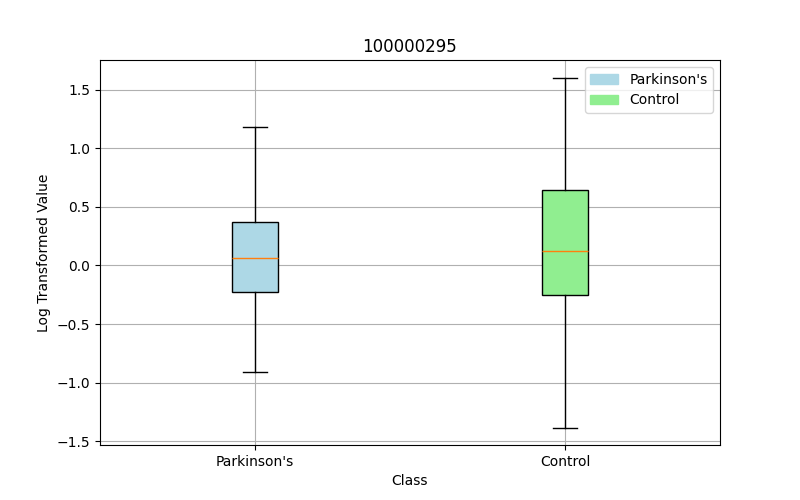 100000295
Parkinson's
Control
1.5
1.0
0.5
0.0
−0.5
−1.0
−1.5
Log Transformed Value
Parkinson's
Control
Class